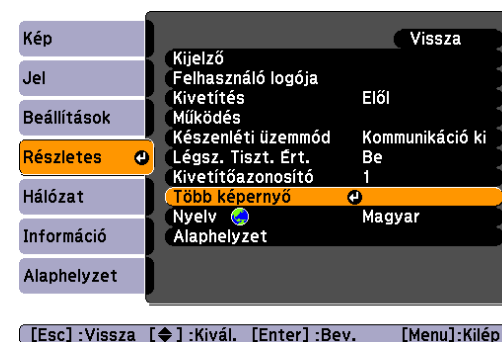 Kép
Jel
Beállítások
Részletes
Hálózat
Információ
Alaphelyzet
Vissza
Kijelző
Felhasználó logója
Kivetítés Elől
Működés
Készenléti üzemmód Kommunikáció ki
Légsz. Tiszt. Ért. Be
Kivetítőazonosító 1
Több képernyő
Nyelv Magyar
Alaphelyzet
[Esc] :Vissza [◆] :Kivál. [Enter] :Bev. [Menu]:Kilép